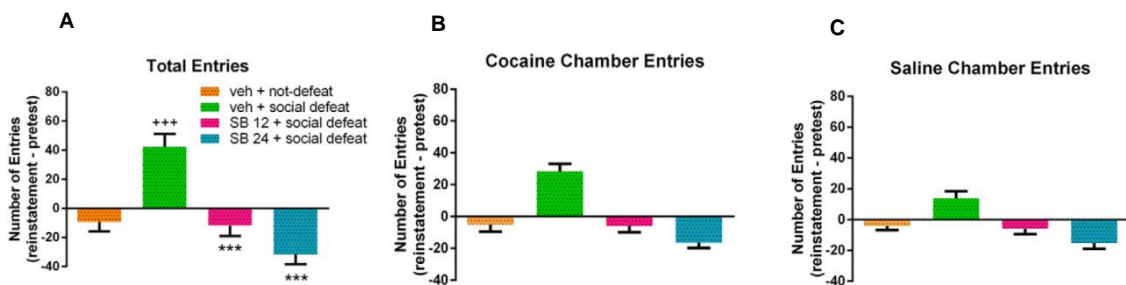 A
B
C
Total Entries
Cocaine Chamber Entries
Saline Chamber Entries
Number of Entries
(reinstatement - pretest)
80
60
40
20
0
-20
-40
+++
***
***
veh + not-defeat
veh + social defeat
SB 12 + social defeat
SB 24 + social defeat
Number of Entries
(reinstatement - pretest)
80
60
40
20
0
-20
-40
Number of Entries
(reinstatement - pretest)
80
60
40
20
0
-20
-40